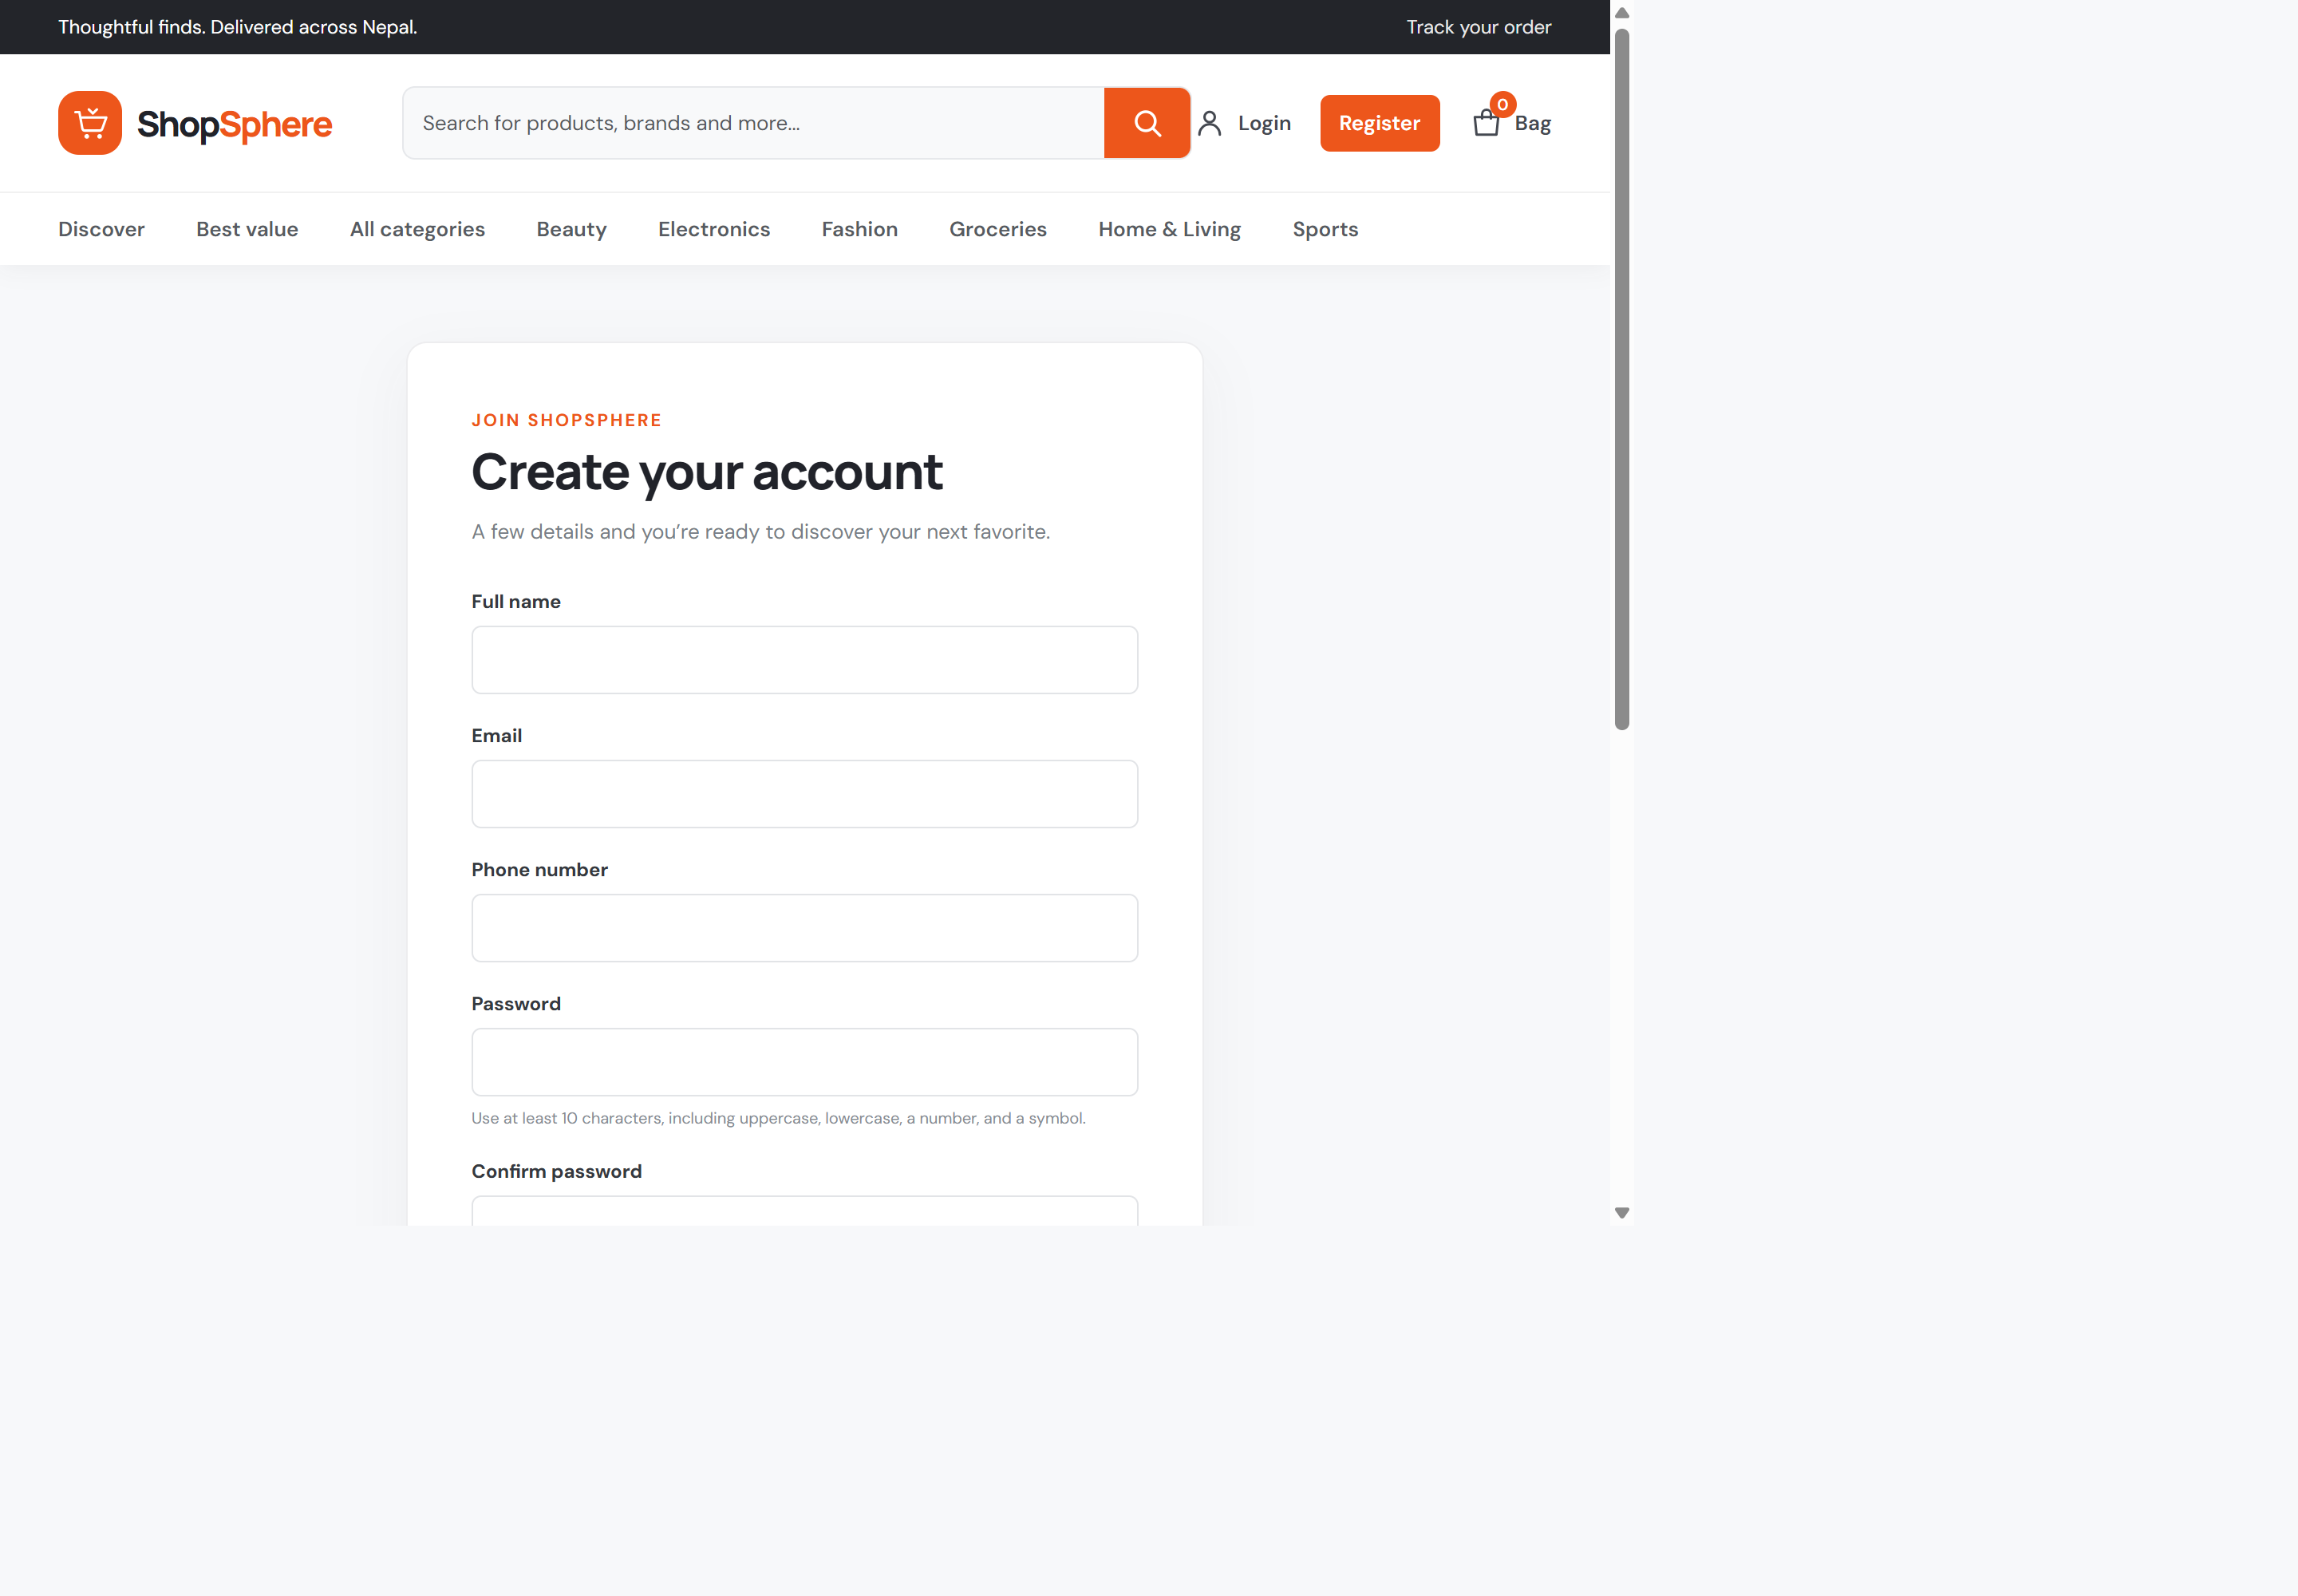 Thoughtful finds. Delivered across Nepal.
Track your order
ShopSphere
Search for products, brands and more...
Login
Register
0
Bag
Discover
Best value
All categories
Beauty
Electronics
Fashion
Groceries
Home & Living
Sports
JOIN SHOPSPHERE
Create your account
A few details and you’re ready to discover your next favorite.
Full name
Email
Phone number
Password
Use at least 10 characters, including uppercase, lowercase, a number, and a symbol.
Confirm password